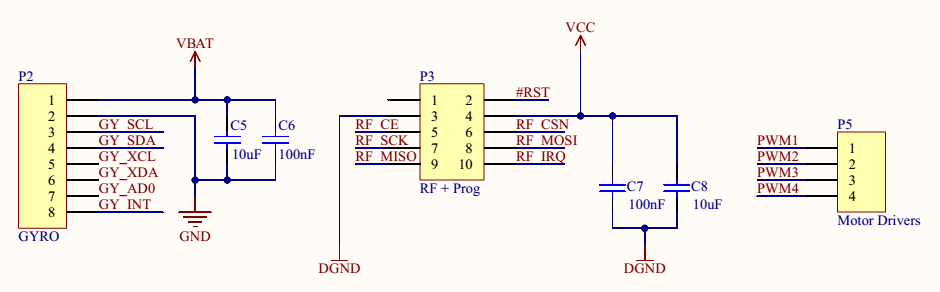 VCC
VBAT
P2
P3
1
2
3
4
5
6
7
8
GY_SCL
GY_SDA
GY_XCL
GY_XDA
GY_AD0
GY_INT
GYRO
C5
10uF
C6
100nF
GND
1 2
3 4
5 6
7 8
9 10
RF_CE
RF_SCK
RF_MISO
#RST
RF_CSN
RF_MOSI
RF_IRQ
RF + Prog
DGND
C7
100nF
C8
10uF
DGND
P5
PWM1
PWM2
PWM3
PWM4
1
2
3
4
Motor Drivers